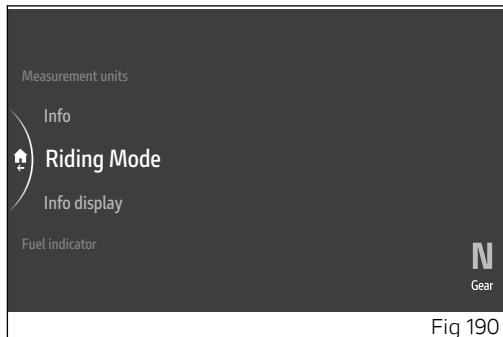 Measurement units
Info
Riding Mode
Info display
Fuel indicator
N
Gear
Fig 190